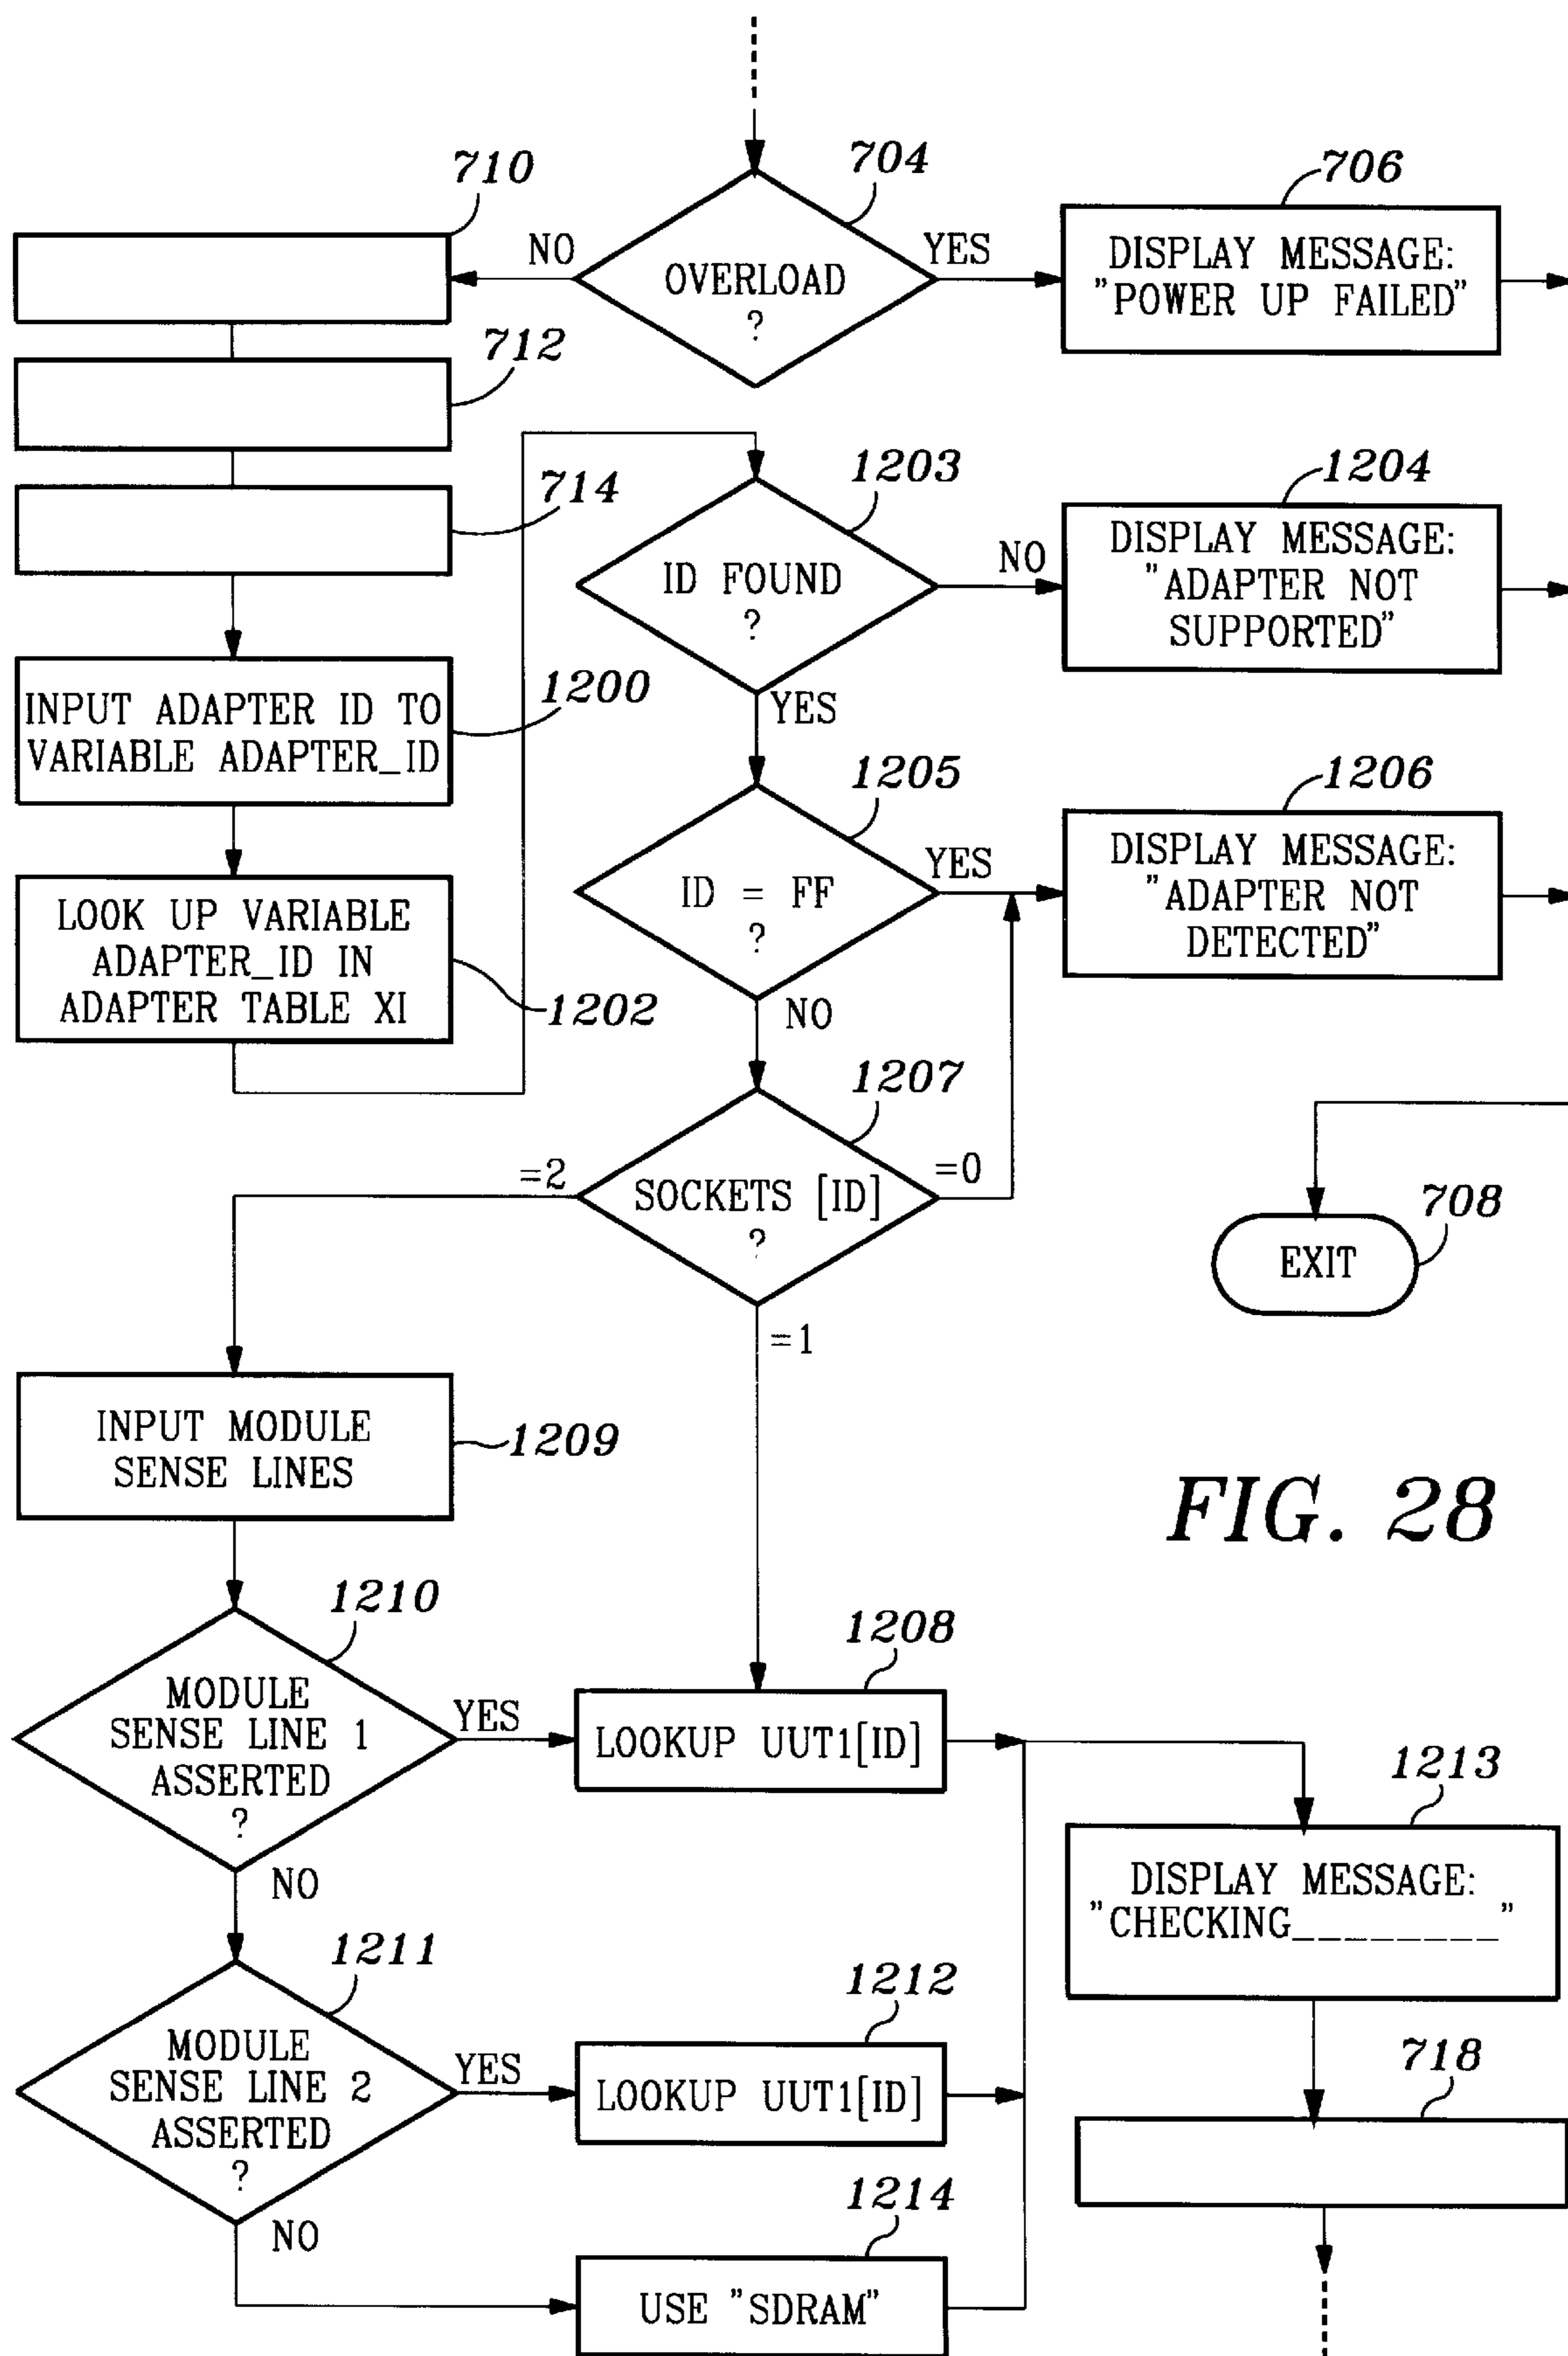 704
706
710
NO
YES
OVERLOAD
?
DISPLAY MESSAGE:
"POWER UP FAILED"
712
714
1203
1204
ID FOUND
?
NO
DISPLAY MESSAGE:
"ADAPTER NOT
SUPPORTED"
YES
1200
INPUT ADAPTER ID TO
VARIABLE ADAPTER_ID
1205
1206
YES
ID = FF
?
DISPLAY MESSAGE:
"ADAPTER NOT
DETECTED"
LOOK UP VARIABLE
ADAPTER_ID IN
ADAPTER TABLE XI
1202
NO
1207
=2
=0
SOCKETS [ID]
?
=1
708
EXIT
INPUT MODULE
SENSE LINES
1209
FIG. 28
1210
MODULE
SENSE LINE 1
ASSERTED
?
YES
1208
LOOKUP UUT1[ID]
NO
1213
DISPLAY MESSAGE:
"CHECKING________"
1211
MODULE
SENSE LINE 2
ASSERTED
?
YES
1212
LOOKUP UUT1[ID]
718
NO
1214
USE "SDRAM"